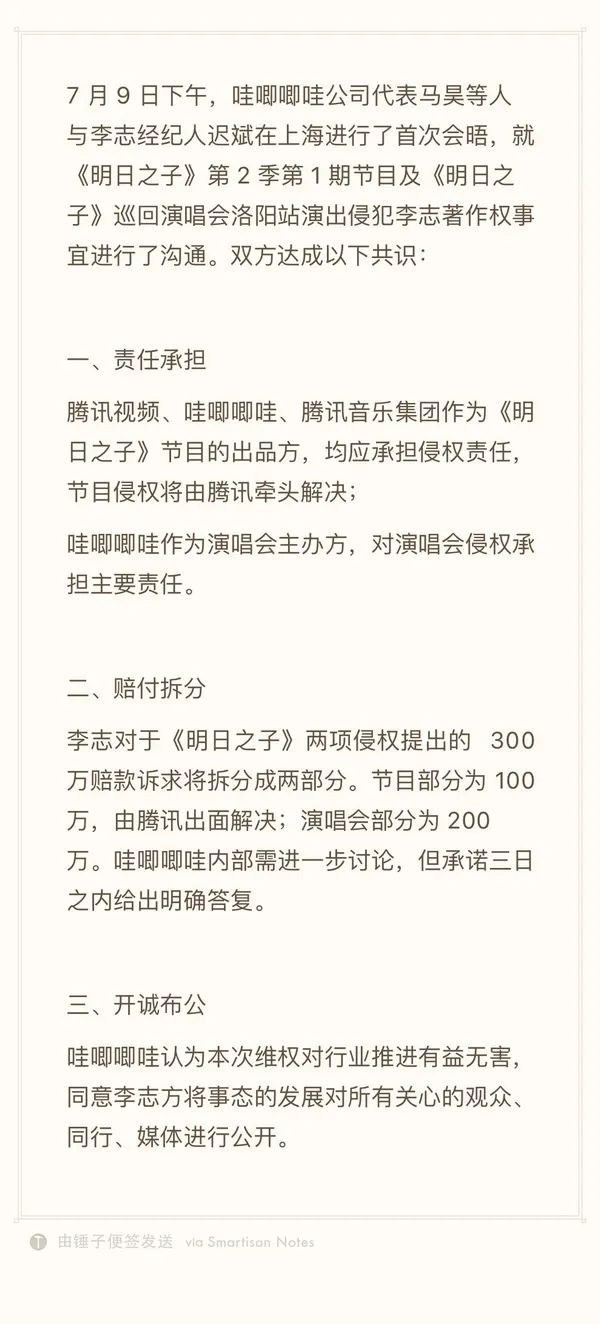 7 月 9 日下午，哇唧唧哇公司代表马昊等人
与李志经纪人迟斌在上海进行了首次会晤，就
《明日之子》第 2 季第 1 期节目及《明日之
子》巡回演唱会洛阳站演出侵犯李志著作权事
宜进行了沟通。双方达成以下共识：
一、责任承担
腾讯视频、哇唧唧哇、腾讯音乐集团作为《明
日之子》节目的出品方，均应承担侵权责任，
节目侵权将由腾讯牵头解决；
哇唧唧哇作为演唱会主办方，对演唱会侵权承
担主要责任。
二、赔付拆分
李志对于《明日之子》两项侵权提出的 300
万赔款诉求将拆分成两部分。节目部分为 100
万，由腾讯出面解决；演唱会部分为 200
万。哇唧唧哇内部需进一步讨论，但承诺三日
之内给出明确答复。
三、开诚布公
哇唧唧哇认为本次维权对行业推进有益无害，
同意李志方将事态的发展对所有关心的观众、
同行、媒体进行公开。
T 由锤子便签发送 via Smartisan Notes